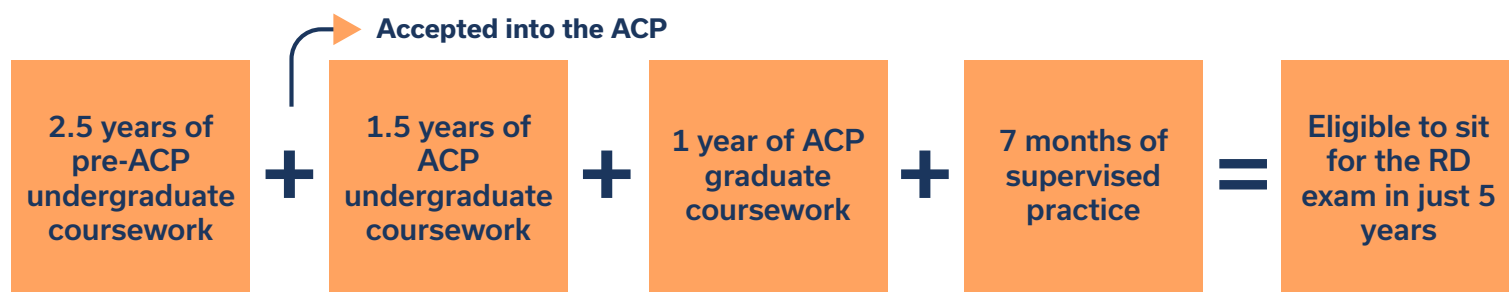 Accepted into the ACP
2.5 years of
pre-ACP
undergraduate
coursework
+
1.5 years of
ACP
undergraduate
coursework
+
1 year of ACP
graduate
coursework
+
7 months of
supervised
practice
=
Eligible to sit
for the RD
exam in just 5
years